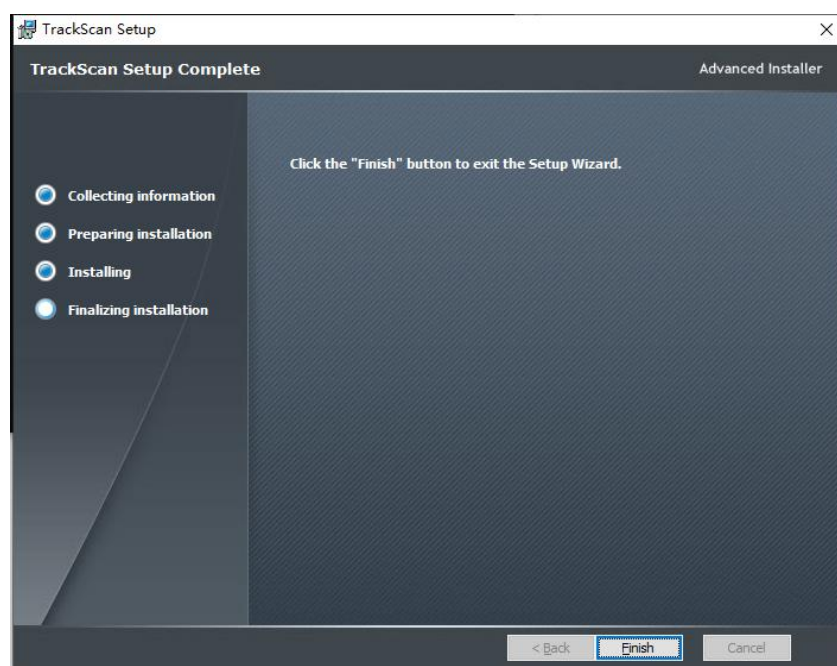 TrackScan Setup
TrackScan Setup Complete
Advanced Installer
Click the "Finish" button to exit the Setup Wizard.
Collecting information
Preparing installation
Installing
Finalizing installation
< Back
Finish
Cancel